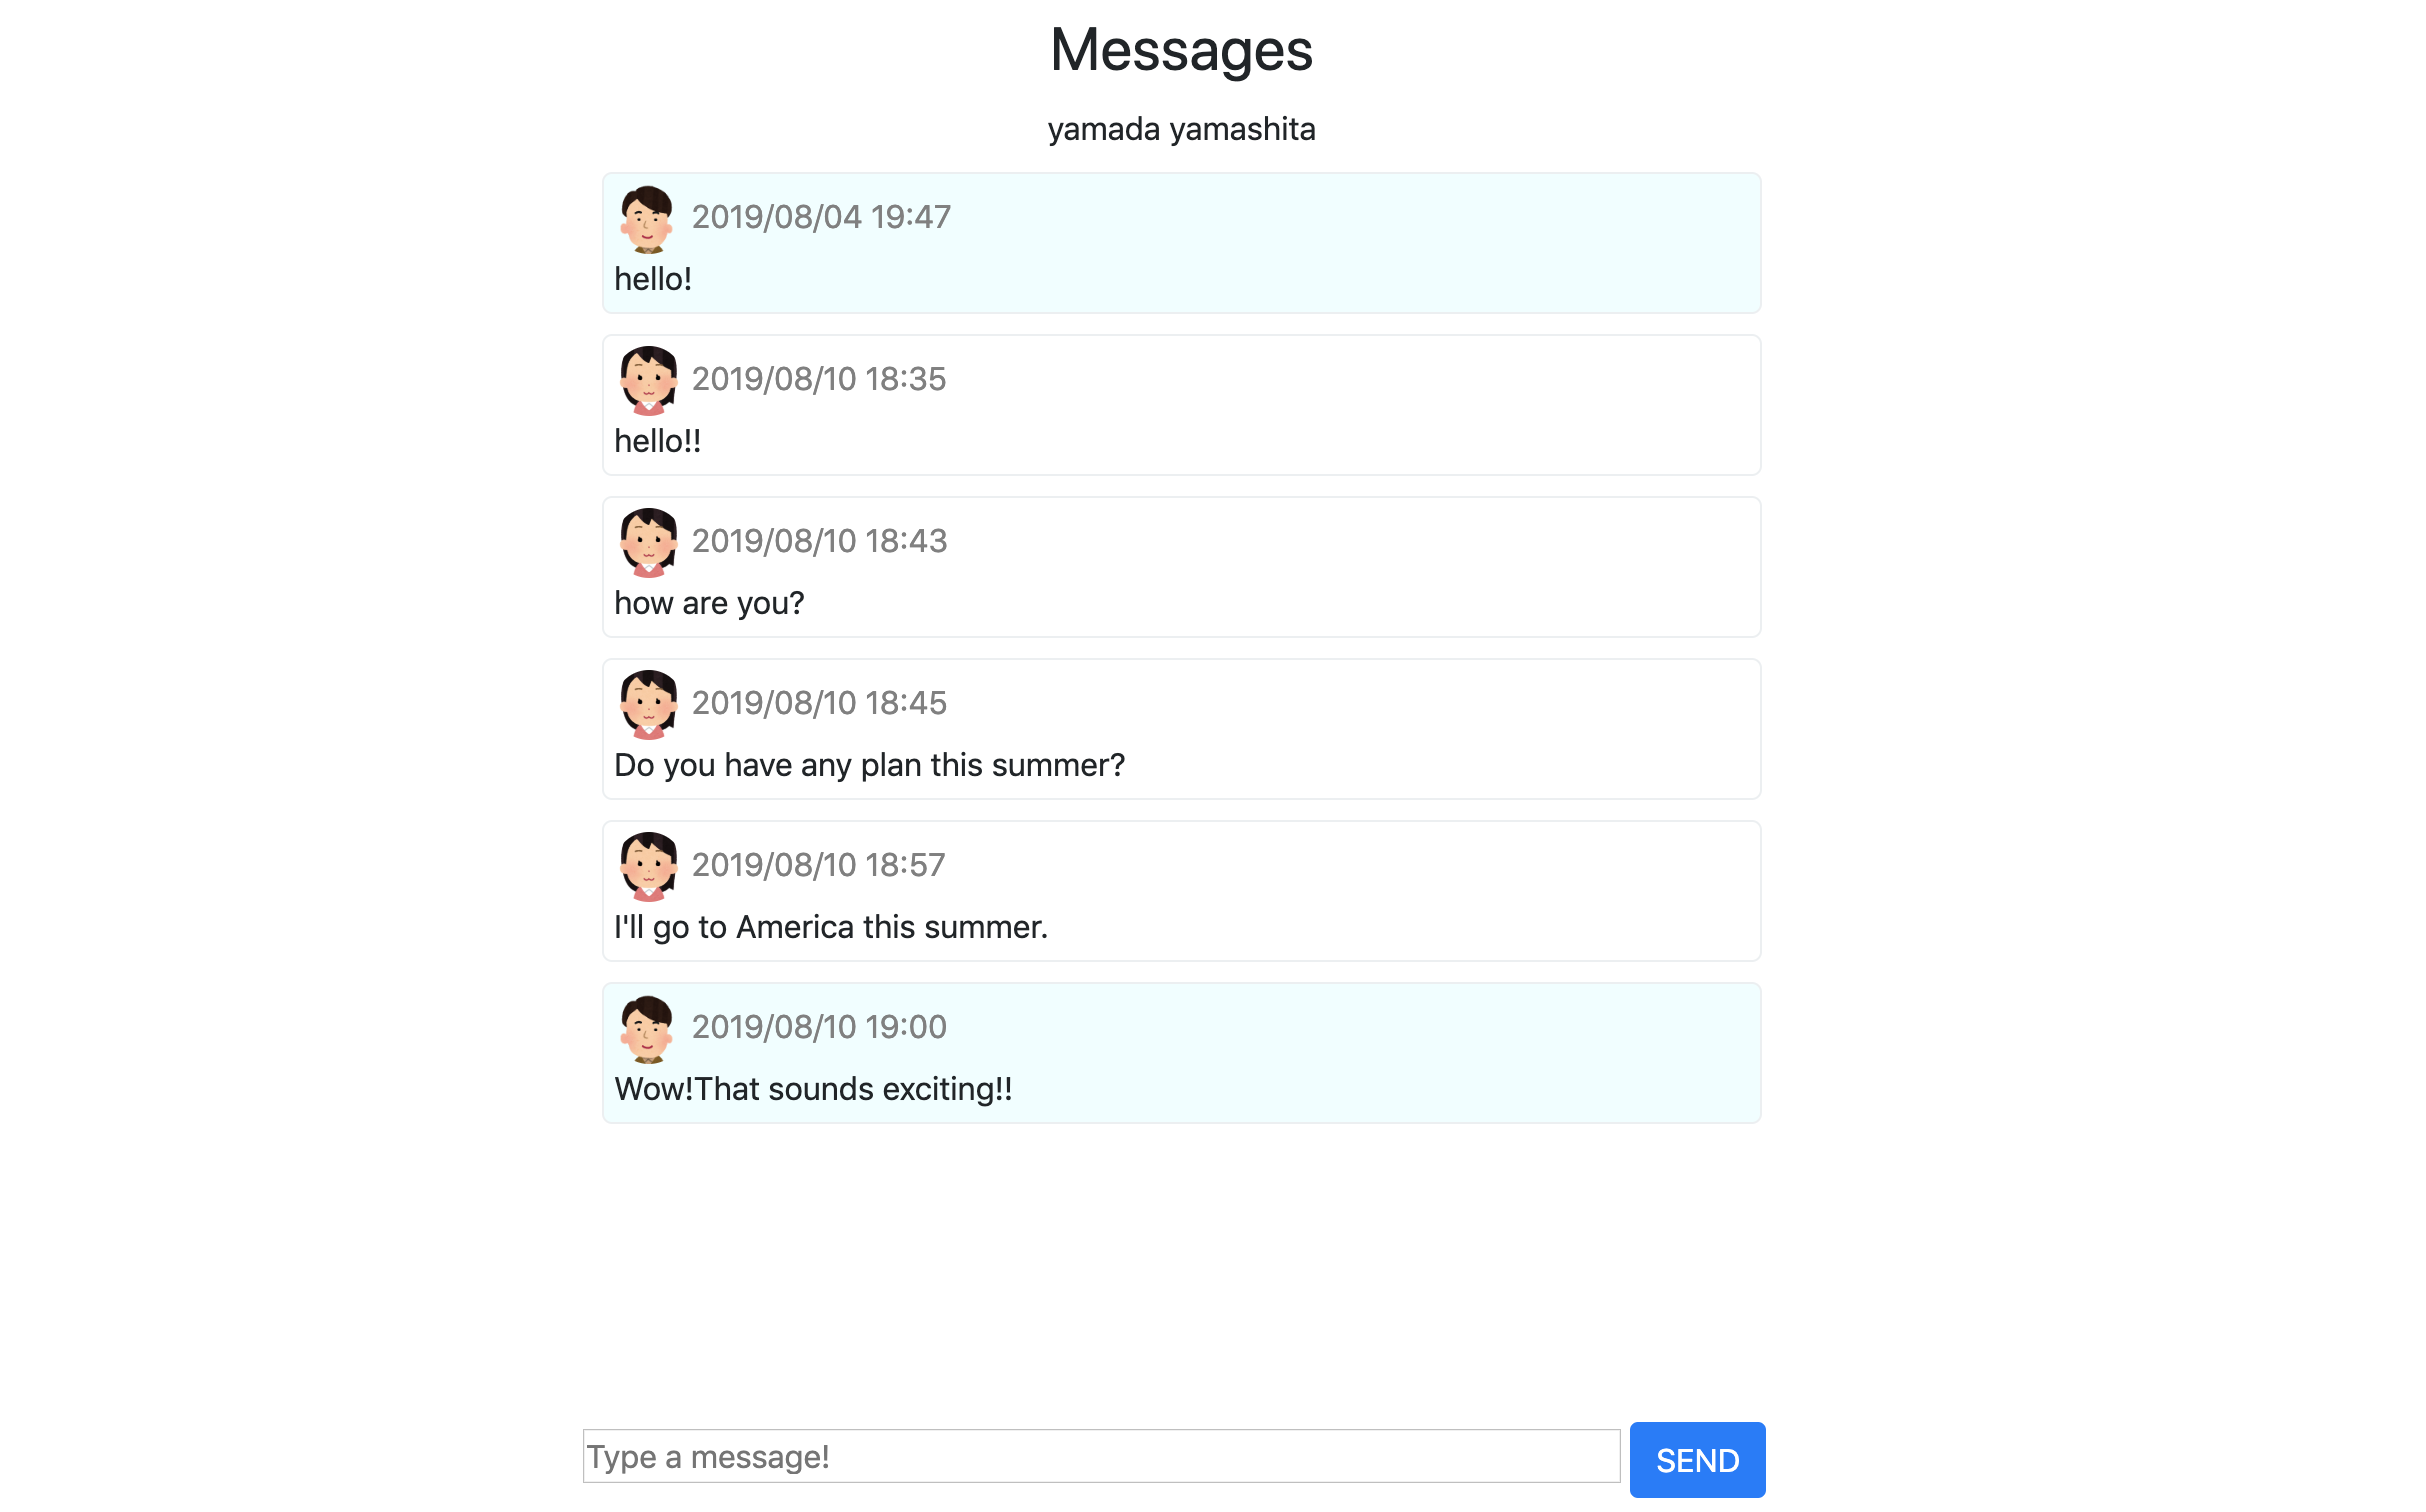 Messages
yamada yamashita
2019/08/04 19:47
hello!
2019/08/10 18:35
hello!!
2019/08/10 18:43
how are you?
2019/08/10 18:45
Do you have any plan this summer?
2019/08/10 18:57
I'll go to America this summer.
2019/08/10 19:00
Wow!That sounds exciting!!
Type a message!
SEND